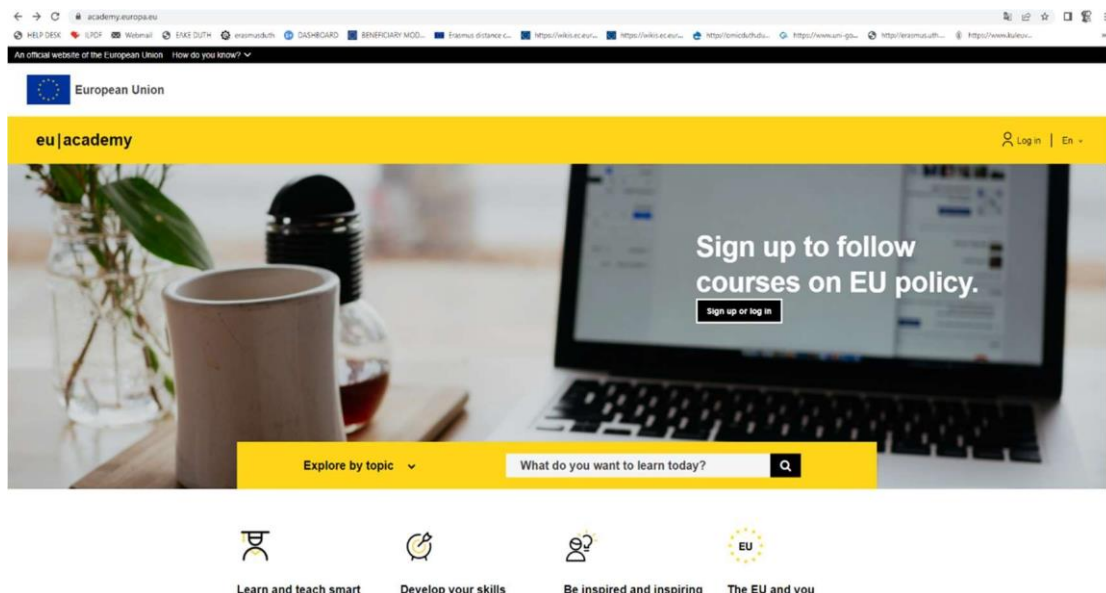 academy.europa.eu
HELP DESK ILPDF Webmail ΕΛΚΕ DUTH erasmusduth DASHBOARD BENEFICIARY MOD... Erasmus distance c... https://wikis.ec.eur... https://wikis.ec.eur... https://www.uni-go... http://erasmus.uth... https://www.kuleuv...
An official website of the European Union How do you know?
European Union
eu|academy
Log in | En
Sign up to follow
courses on EU policy.
Sign up or log in
Explore by topic
What do you want to learn today?
EU
Learn and teach smart Develop your skills Be inspired and inspiring The EU and you